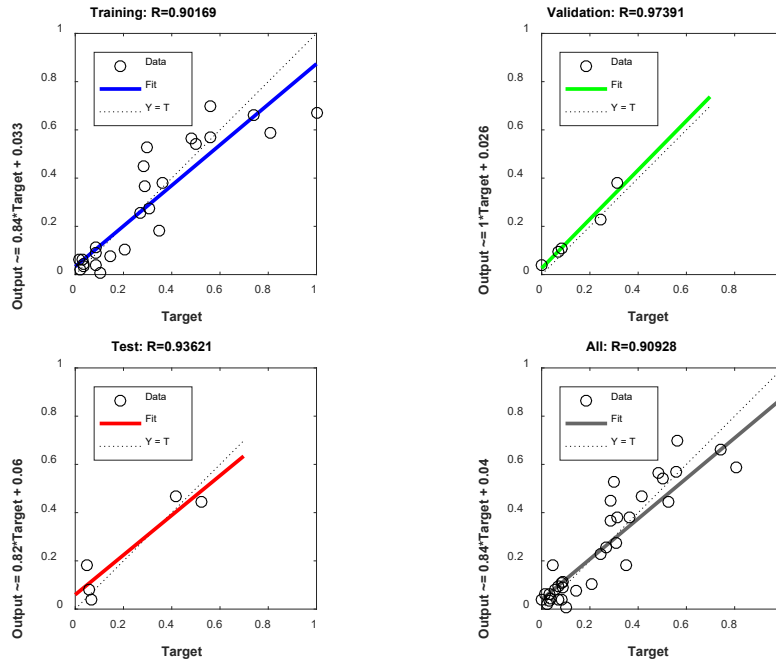 Training: R=0.90169
Output ~= 0.84*Target + 0.033
1
0.8
0.6
0.4
0.2
0
Data
Fit
Y = T
0 0.2 0.4 0.6 0.8 1
Target
Validation: R=0.97391
Output ~= 1*Target + 0.026
1
0.8
0.6
0.4
0.2
0
Data
Fit
Y = T
0 0.2 0.4 0.6 0.8
Target
Test: R=0.93621
Output ~= 0.82*Target + 0.06
1
0.8
0.6
0.4
0.2
0
Data
Fit
Y = T
0 0.2 0.4 0.6 0.8 1
Target
All: R=0.90928
Output ~= 0.84*Target + 0.04
1
0.8
0.6
0.4
0.2
0
Data
Fit
Y = T
0 0.2 0.4 0.6 0.8
Target